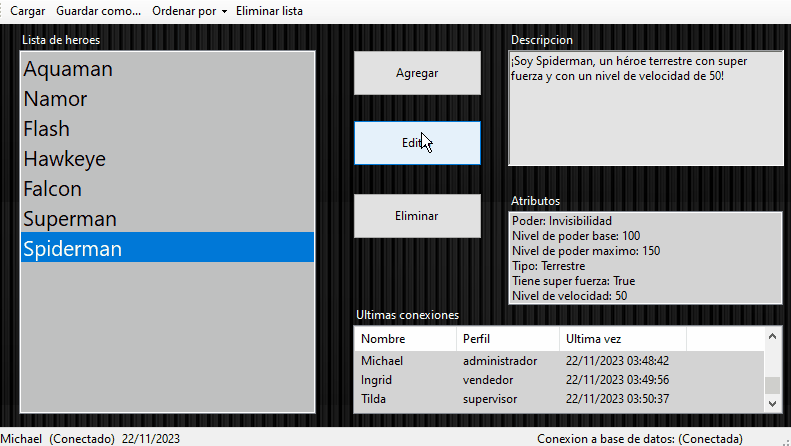 Cargar Guardar como... Ordenar por Eliminar lista
Lista de heroes
Aquaman
Namor
Flash
Hawkeye
Falcon
Superman
Spiderman
Agregar
Eliminar
Descripcion
¡Soy Spiderman, un héroe terrestre con super
fuerza y con un nivel de velocidad de 50!
Atributos
Poder: Invisibilidad
Nivel de poder base: 100
Nivel de poder maximo: 150
Tipo: Terrestre
Tiene super fuerza: True
Nivel de velocidad: 50
Ultimas conexiones
Nombre Perfil Ultima vez
Michael administrador 22/11/2023 03:48:42
Ingrid vendedor 22/11/2023 03:49:56
Tilda supervisor 22/11/2023 03:50:37
Michael (Conectado) 22/11/2023 Conexion a base de datos: (Conectada)